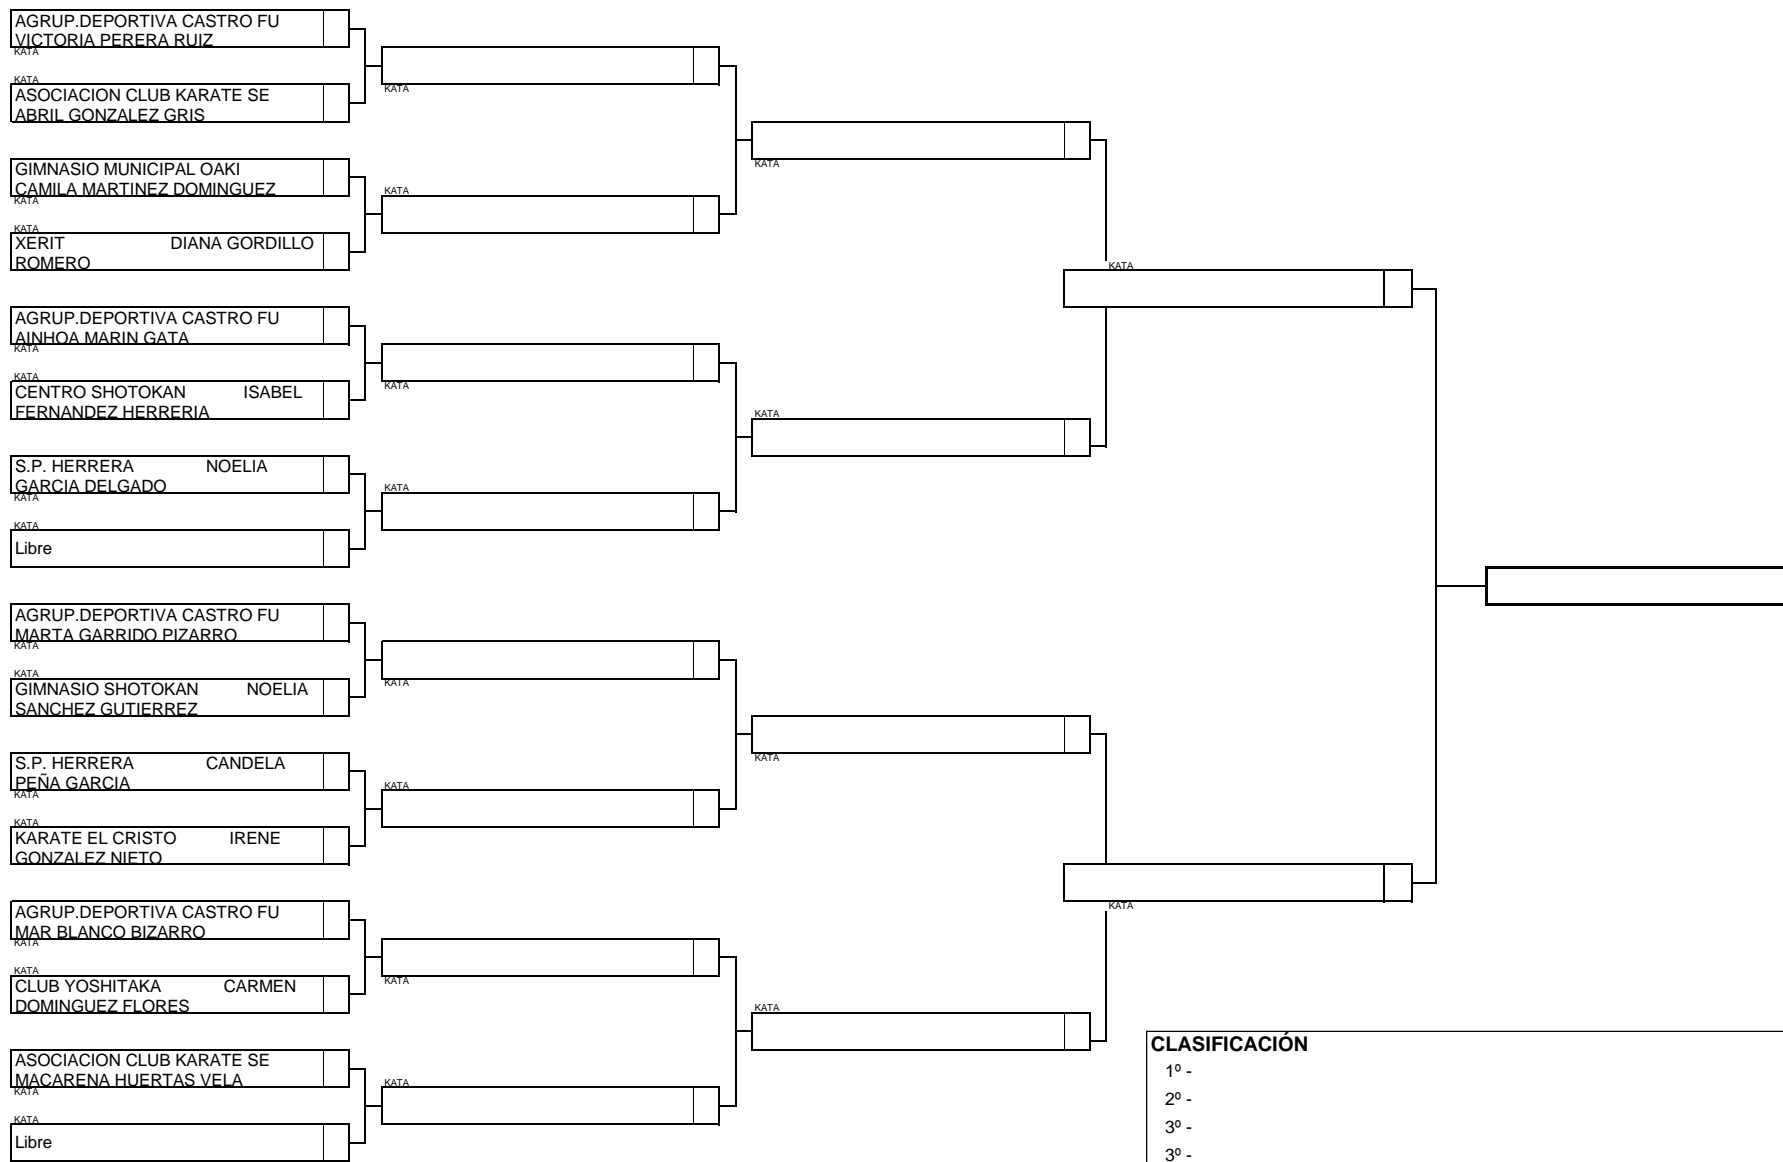 AGRUP.DEPORTIVA CASTRO FU
VICTORIA PERERA RUIZ
KATA
KATA
ASOCIACION CLUB KARATE SE
ABRIL GONZALEZ GRIS
GIMNASIO MUNICIPAL OAKI
CAMILA MARTINEZ DOMINGUEZ
KATA
KATA
XERIT DIANA GORDILLO
ROMERO
AGRUP.DEPORTIVA CASTRO FU
AINHOA MARIN GATA
KATA
KATA
CENTRO SHOTOKAN ISABEL
FERNANDEZ HERRERIA
S.P. HERRERA NOELIA
GARCIA DELGADO
KATA
KATA
Libre
AGRUP.DEPORTIVA CASTRO FU
MARTA GARRIDO PIZARRO
KATA
KATA
GIMNASIO SHOTOKAN NOELIA
SANCHEZ GUTIERREZ
S.P. HERRERA CANDELA
PEÑA GARCIA
KATA
KATA
KARATE EL CRISTO IRENE
GONZALEZ NIETO
AGRUP.DEPORTIVA CASTRO FU
MAR BLANCO BIZARRO
KATA
KATA
CLUB YOSHITAKA CARMEN
DOMINGUEZ FLORES
ASOCIACION CLUB KARATE SE
MACARENA HUERTAS VELA
KATA
KATA
Libre
KATA
KATA
KATA
KATA
KATA
KATA
KATA
KATA
KATA
KATA
KATA
KATA
KATA
KATA
CLASIFICACIÓN
1º -
2º -
3º -
3º -